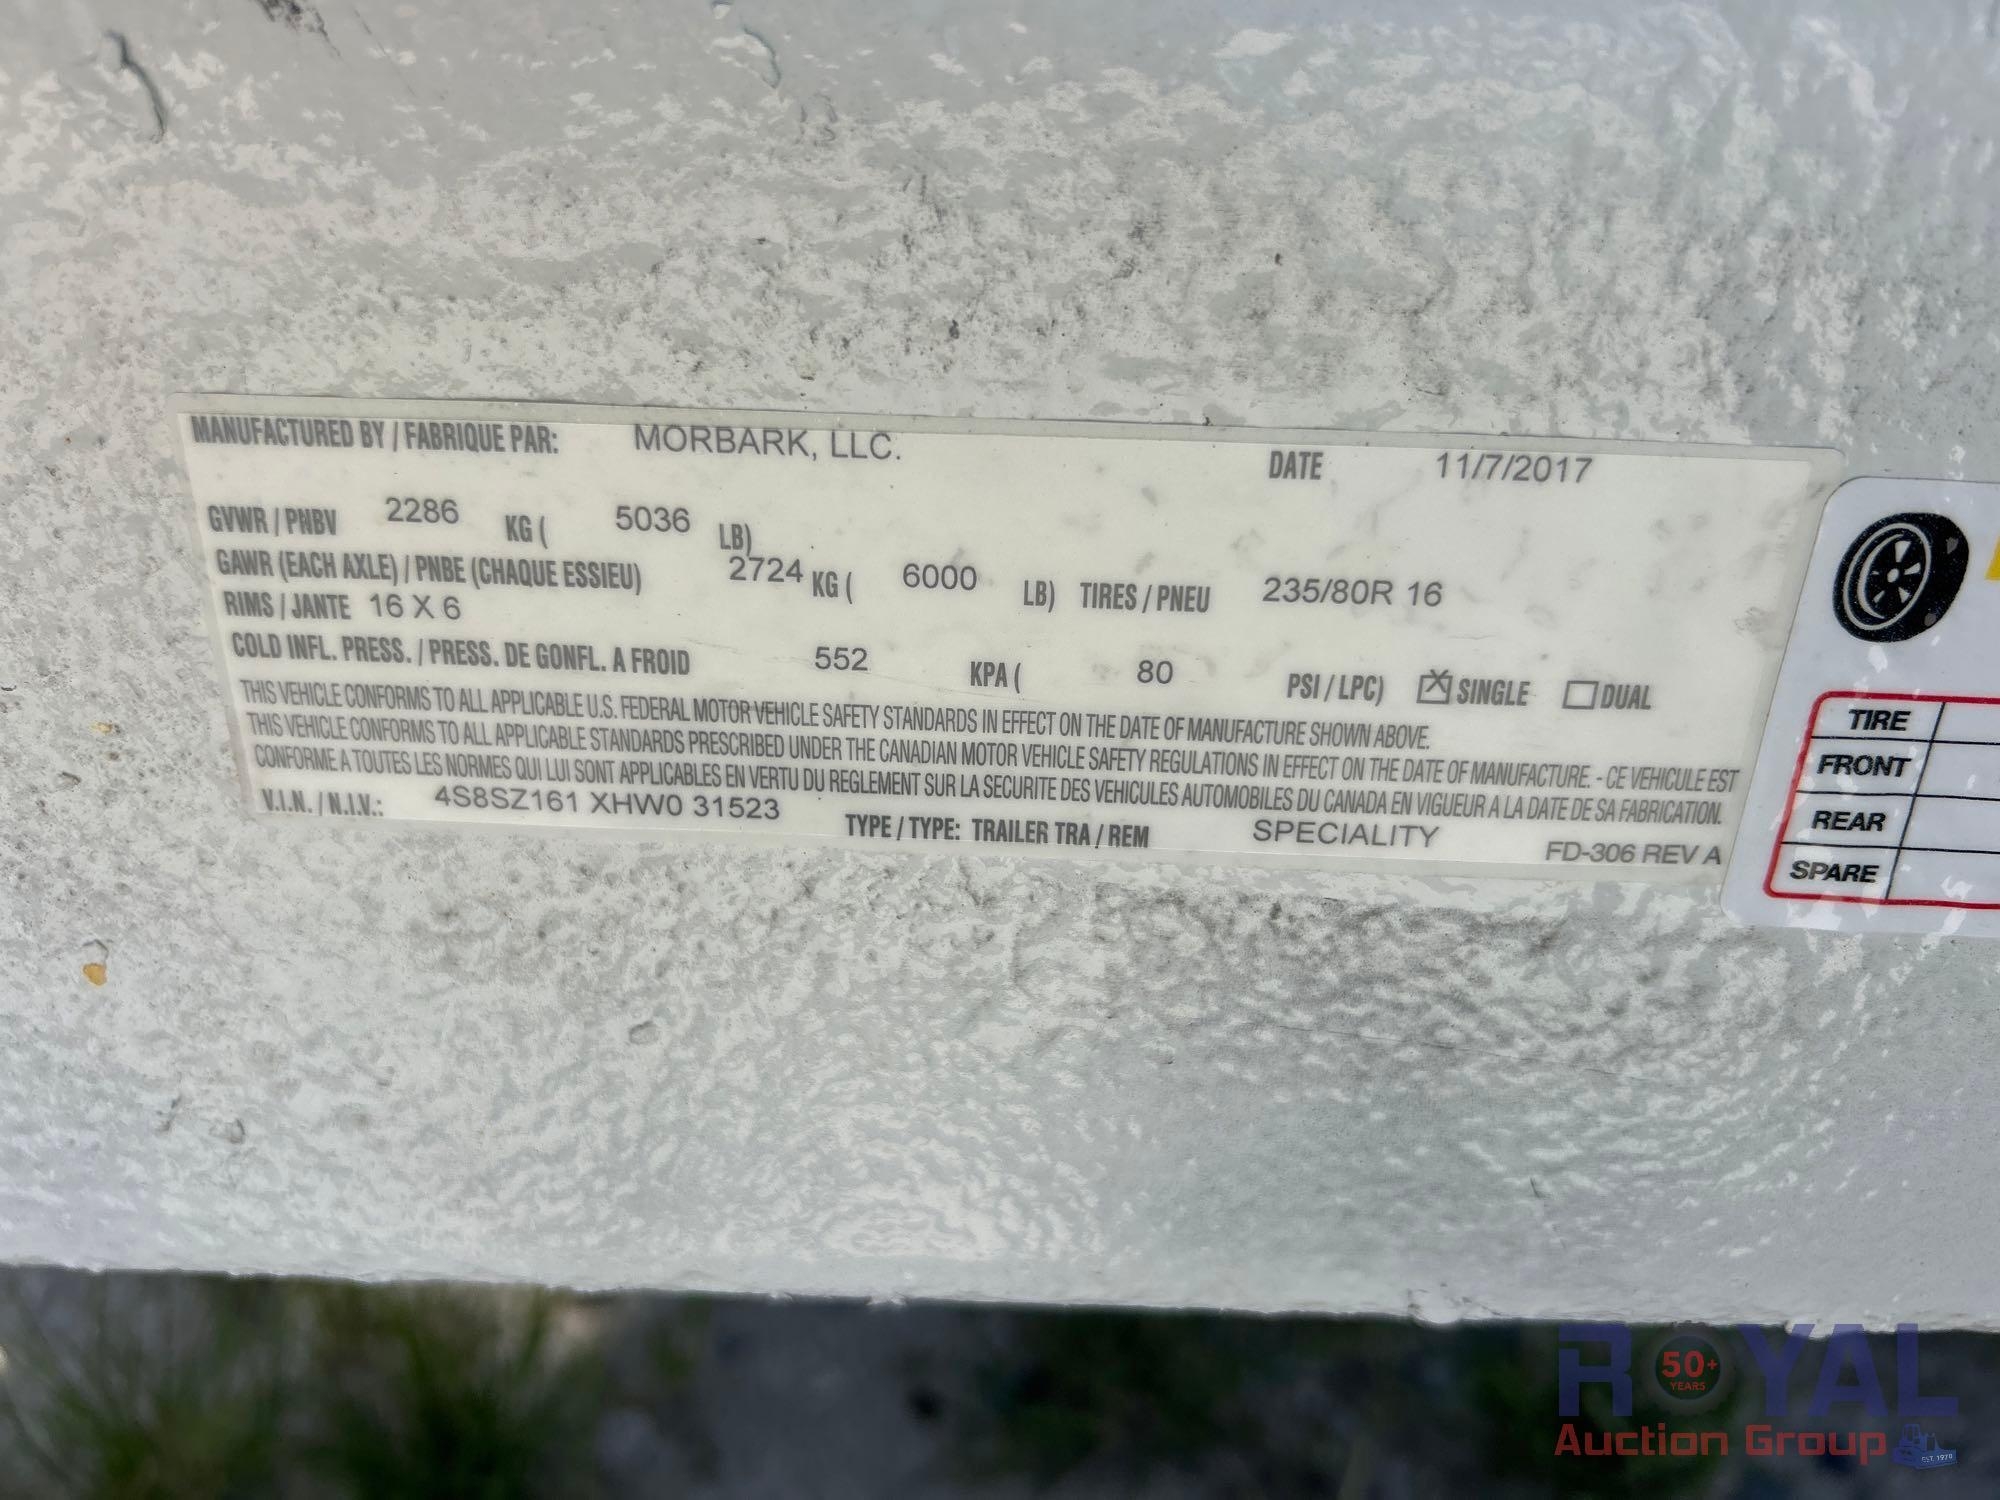 MANUFACTURED BY / FABRIQUE PAR: MORBARK, LLC. DATE 11/7/2017
GVWR / PNBV 2286 KG ( 5036 LB)
GAWR (EACH AXLE) / PNBE (CHAQUE ESSIEU) 2724 KG ( 6000 LB) TIRES / PNEU 235/80R 16
RIMS / JANTE 16 X 6
COLD INFL. PRESS. / PRESS. DE GONFL. A FROID 552 KPA ( 80 PSI / LPC) SINGLE DUAL
THIS VEHICLE CONFORMS TO ALL APPLICABLE U.S. FEDERAL MOTOR VEHICLE SAFETY STANDARDS IN EFFECT ON THE DATE OF MANUFACTURE SHOWN ABOVE.
THIS VEHICLE CONFORMS TO ALL APPLICABLE STANDARDS PRESCRIBED UNDER THE CANADIAN MOTOR VEHICLE SAFETY REGULATIONS IN EFFECT ON THE DATE OF MANUFACTURE. - CE VEHICULE EST
CONFORME A TOUTES LES NORMES QUI LUI SONT APPLICABLES EN VERTU DU REGLEMENT SUR LA SECURITE DES VEHICULES AUTOMOBILES DU CANADA EN VIGUEUR A LA DATE DE SA FABRICATION.
V.I.N. / N.I.V.: 4S8SZ161 XHW0 31523 TYPE / TYPE: TRAILER TRA / REM SPECIALITY FD-306 REV A
TIRE
FRONT
REAR
SPARE
ROYAL
50+
YEARS
Auction Group
EST. 1970